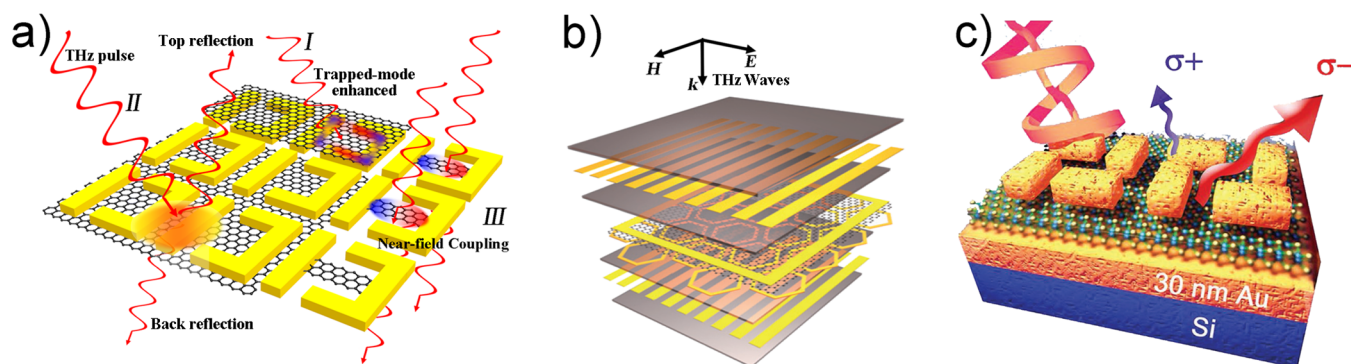 a)
THz pulse
Top reflection
I
Trapped-mode
enhanced
II
III
Near-field Coupling
Back reflection
b)
H
E
k
THz Waves
c)
σ+
σ−
30 nm Au
Si